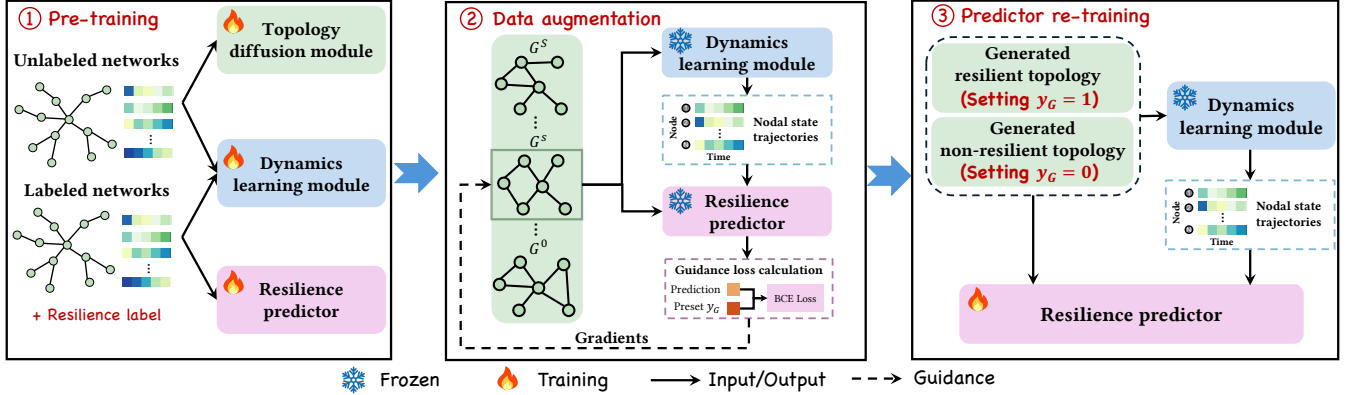 ① Pre-training
Unlabeled networks
⋮
Labeled networks
⋮
+ Resilience label
Topology
diffusion module
Dynamics
learning module
Resilience
predictor
② Data augmentation
G^S
⋮
G^S
⋮
G^0
Dynamics
learning module
Node
⋮
Time
Nodal state
trajectories
Resilience
predictor
Guidance loss calculation
Prediction
Preset y_G
BCE Loss
Gradients
③ Predictor re-training
Generated
resilient topology
(Setting y_G = 1)
Generated
non-resilient topology
(Setting y_G = 0)
Dynamics
learning module
Node
⋮
Time
Nodal state
trajectories
Resilience predictor
Frozen
Training
Input/Output
Guidance